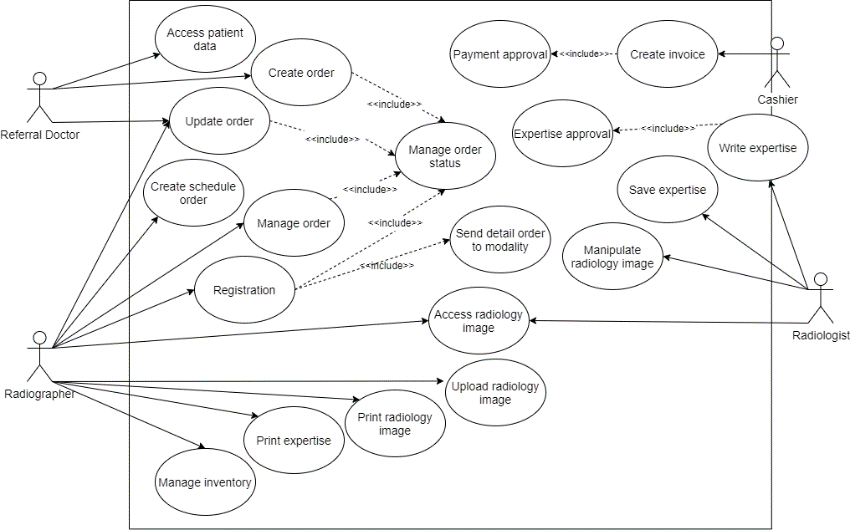 Access patient
data
Create order
Payment approval
<<include>>
Create invoice
Cashier
Referral Doctor
Update order
<<include>>
<<include>>
Manage order
status
Expertise approval
<<include>>
Write expertise
Create schedule
order
<<include>>
Save expertise
Manage order
<<include>>
Send detail order
to modality
Manipulate
radiology image
Registration
<<include>>
Access radiology
image
Radiologist
Radiographer
Upload radiology
image
Print radiology
image
Print expertise
Manage inventory